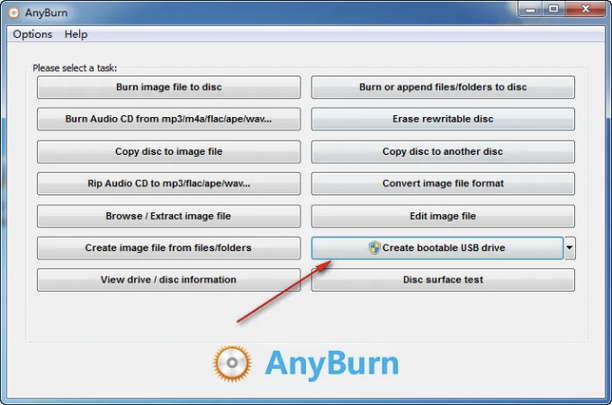 AnyBurn
Options Help
Please select a task:
Burn image file to disc
Burn or append files/folders to disc
Burn Audio CD from mp3/m4a/flac/ape/wav...
Erase rewritable disc
Copy disc to image file
Copy disc to another disc
Rip Audio CD to mp3/flac/ape/wav...
Convert image file format
Browse / Extract image file
Edit image file
Create image file from files/folders
Create bootable USB drive
View drive / disc information
Disc surface test
AnyBurn